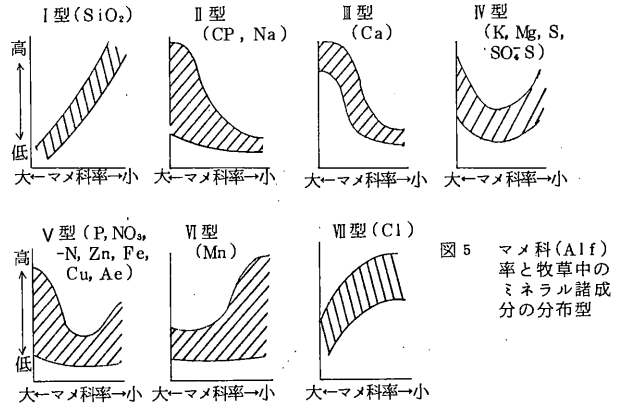 Ⅰ型(SiO₂)
Ⅱ型
(CP, Na)
Ⅲ型
(Ca)
Ⅳ型
(K, Mg, S,
SO₄⁻S)
高
低
大←マメ科率→小
大←マメ科率→小
大←マメ科率→小
大←マメ科率→小
Ⅴ型(P, NO₃,
-N, Zn, Fe,
Cu, Ae)
Ⅵ型
(Mn)
Ⅶ型(Cl)
高
低
大←マメ科率→小
大←マメ科率→小
大←マメ科率→小
図5 マメ科(Alf)
率と牧草中の
ミネラル諸成
分の分布型